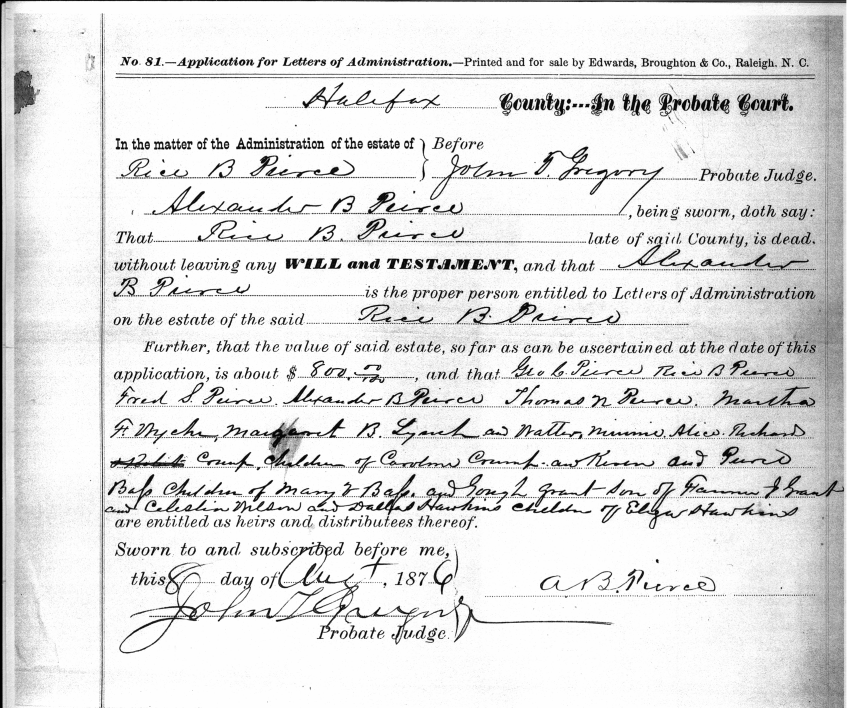 No. 81.—Application for Letters of Administration.—Printed and for sale by Edwards, Broughton & Co., Raleigh. N. C.
Halifax County:---In the Probate Court.
In the matter of the Administration of the estate of } Before
Rice B Pierce John T. Gregory Probate Judge.
Alexander B Pierce , being sworn, doth say:
That Rice B. Pierce late of said County, is dead,
without leaving any WILL and TESTAMENT, and that Alexander
B Pierce is the proper person entitled to Letters of Administration
on the estate of the said Rice B. Pierce
Further, that the value of said estate, so far as can be ascertained at the date of this
application, is about $ 800. , and that Geo C Pierce Rice B Pierce
Fred S. Pierce. Alexander B Pierce Thomas N Pierce. Martha
F. Wyche, Margaret B. Lynch and Walter, Minnie Alice Richard
Crump, children of Caroline Crump and and Pierce
Bass children of Mary Bass. and Gough Grant son of Fannie J Grant
and Celestia Wilson and Dallas Hawkins children of Eliza Hawkins
are entitled as heirs and distributees thereof.
Sworn to and subscribed before me,
this 8 day of Augt , 1876
A B. Pierce
John T Gregory
Probate Judge.